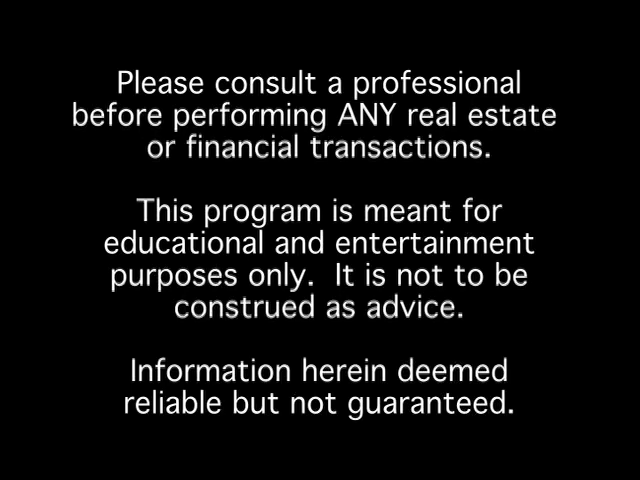 Please consult a professional
before performing ANY real estate
or financial transactions.
This program is meant for
educational and entertainment
purposes only.  It is not to be
construed as advice.
Information herein deemed
reliable but not guaranteed.